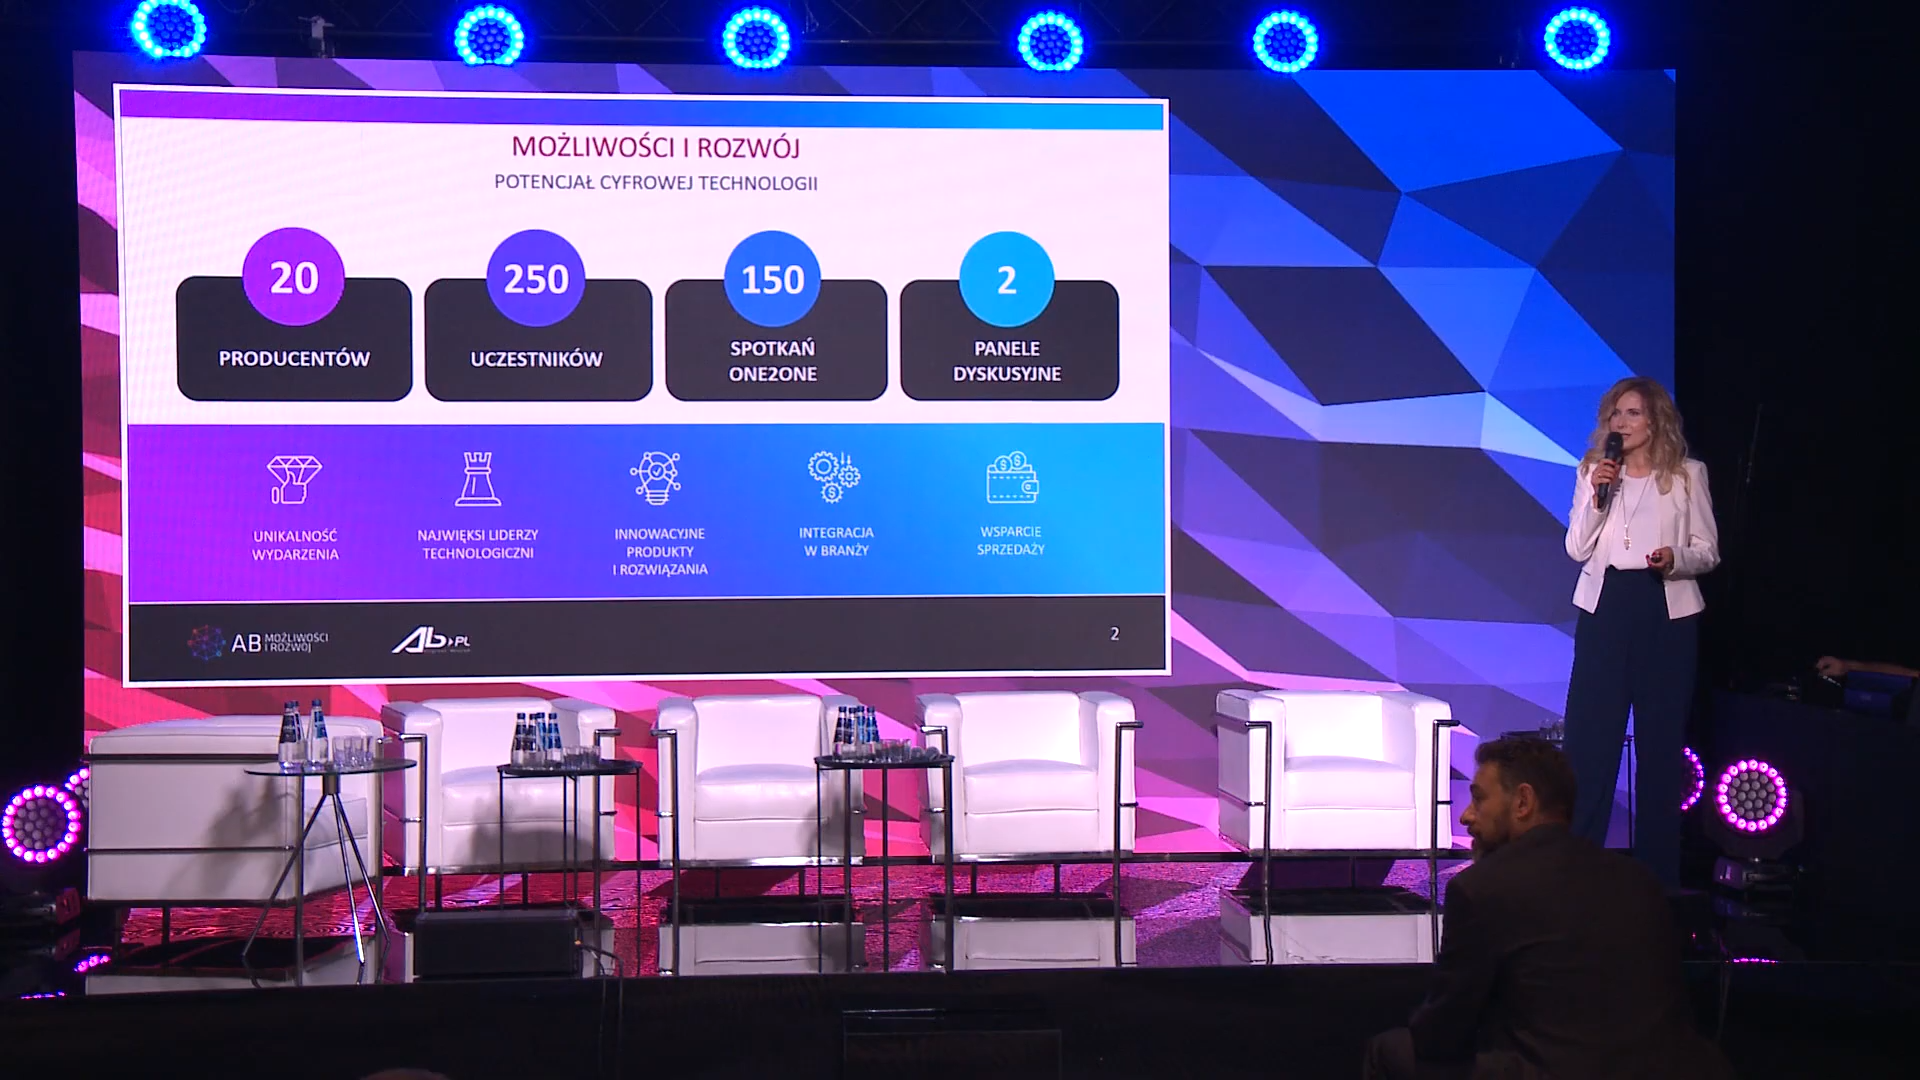 MOŻLIWOŚCI I ROZWÓJ
POTENCJAŁ CYFROWEJ TECHNOLOGII
20
PRODUCENTÓW
250
UCZESTNIKÓW
150
SPOTKAŃ
ONE2ONE
2
PANELE
DYSKUSYJNE
UNIKALNOŚĆ
WYDARZENIA
NAJWIĘKSI LIDERZY
TECHNOLOGICZNI
INNOWACYJNE
PRODUKTY
I ROZWIĄZANIA
INTEGRACJA
W BRANŻY
WSPARCIE
SPRZEDAŻY
AB MOŻLIWOŚCI
I ROZWÓJ
Ab.PL
2